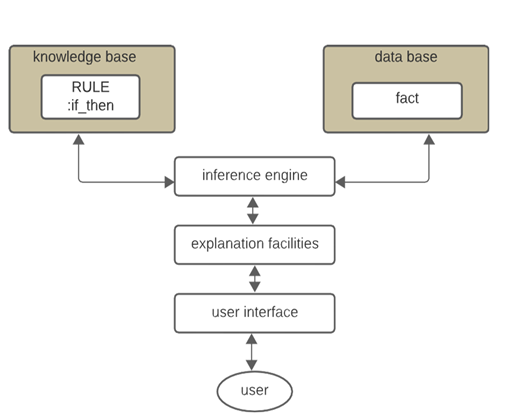 knowledge base
RULE
:if_then
data base
fact
inference engine
explanation facilities
user interface
user